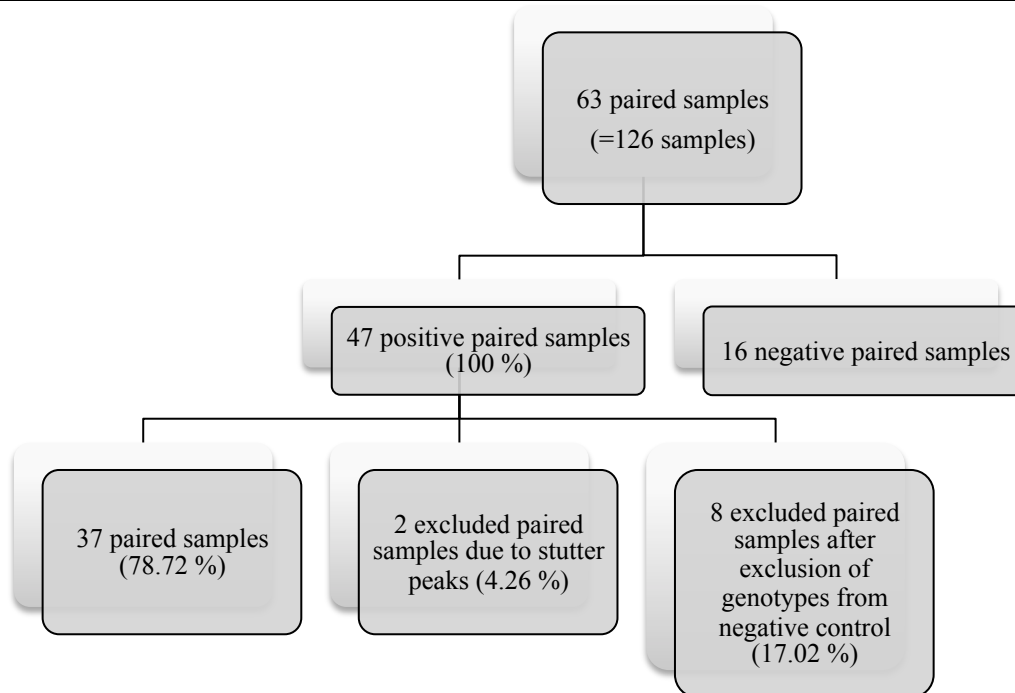 63 paired samples
(=126 samples)
47 positive paired samples
(100 %)
16 negative paired samples
37 paired samples
(78.72 %)
2 excluded paired
samples due to stutter
peaks (4.26 %)
8 excluded paired
samples after
exclusion of
genotypes from
negative control
(17.02 %)